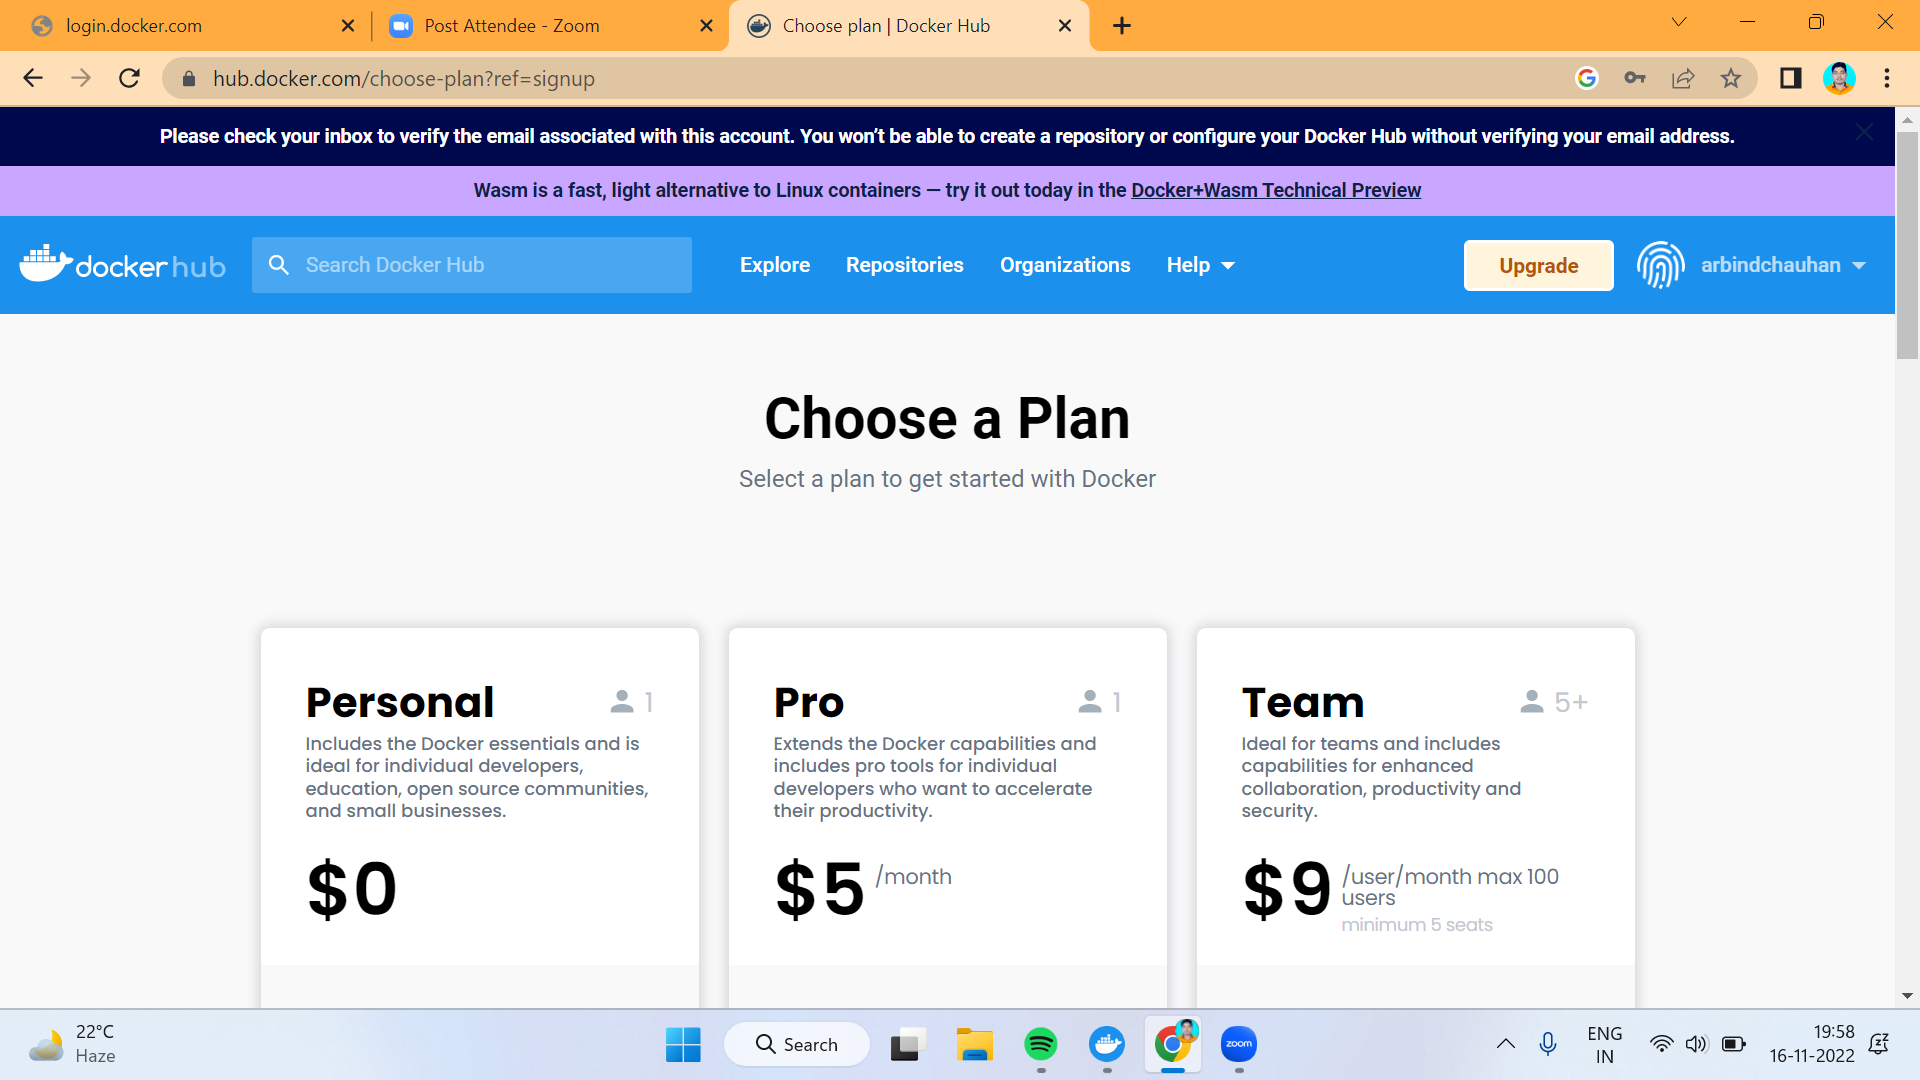 login.docker.com
Post Attendee - Zoom
Choose plan | Docker Hub
hub.docker.com/choose-plan?ref=signup
Please check your inbox to verify the email associated with this account. You won’t be able to create a repository or configure your Docker Hub without verifying your email address.
Wasm is a fast, light alternative to Linux containers — try it out today in the Docker+Wasm Technical Preview
docker hub
Search Docker Hub
Explore
Repositories
Organizations
Help
Upgrade
arbindchauhan
Choose a Plan
Select a plan to get started with Docker
Personal
1
Includes the Docker essentials and is
ideal for individual developers,
education, open source communities,
and small businesses.
$0
Pro
1
Extends the Docker capabilities and
includes pro tools for individual
developers who want to accelerate
their productivity.
$5 /month
Team
5+
Ideal for teams and includes
capabilities for enhanced
collaboration, productivity and
security.
$9 /user/month max 100
users
minimum 5 seats
22°C
Haze
Search
zoom
ENG
IN
19:58
16-11-2022